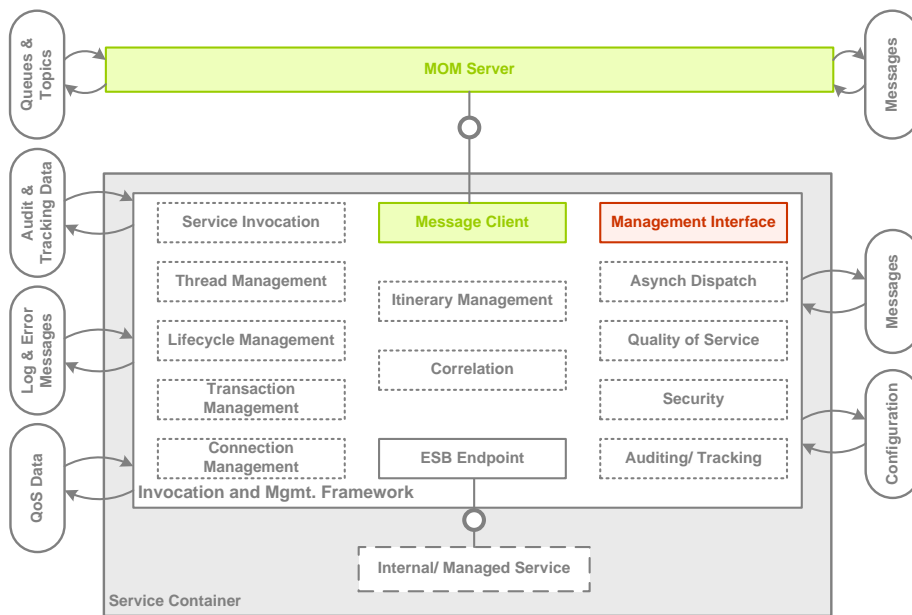 Queues &
Topics
MOM Server
Messages
Audit &
Tracking Data
Log & Error
Messages
QoS Data
Service Invocation
Message Client
Management Interface
Thread Management
Itinerary Management
Asynch Dispatch
Lifecycle Management
Correlation
Quality of Service
Transaction
Management
Security
Connection
Management
ESB Endpoint
Auditing/ Tracking
Invocation and Mgmt. Framework
Messages
Configuration
Internal/ Managed Service
Service Container